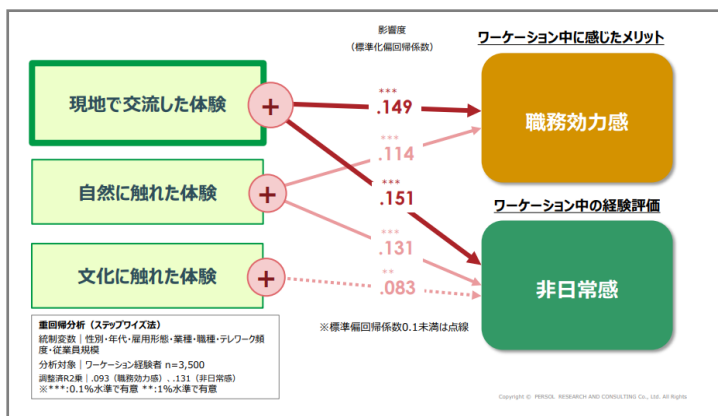 影響度
(標準化偏回帰係数)
ワーケーション中に感じたメリット
現地で交流した体験
+
***
.149
職務効力感
***
.114
自然に触れた体験
+
***
.151
ワーケーション中の経験評価
***
.131
文化に触れた体験
+
**
.083
非日常感
重回帰分析（ステップワイズ法）
統制変数｜性別・年代・雇用形態・業種・職種・テレワーク頻
度・従業員規模
分析対象｜ワーケーション経験者 n=3,500
調整済R2乗｜.093（職務効力感）、.131（非日常感）
※***:0.1%水準で有意 **:1%水準で有意
※標準偏回帰係数0.1未満は点線
Copyright © PERSOL RESEARCH AND CONSULTING Co., Ltd. All Rights